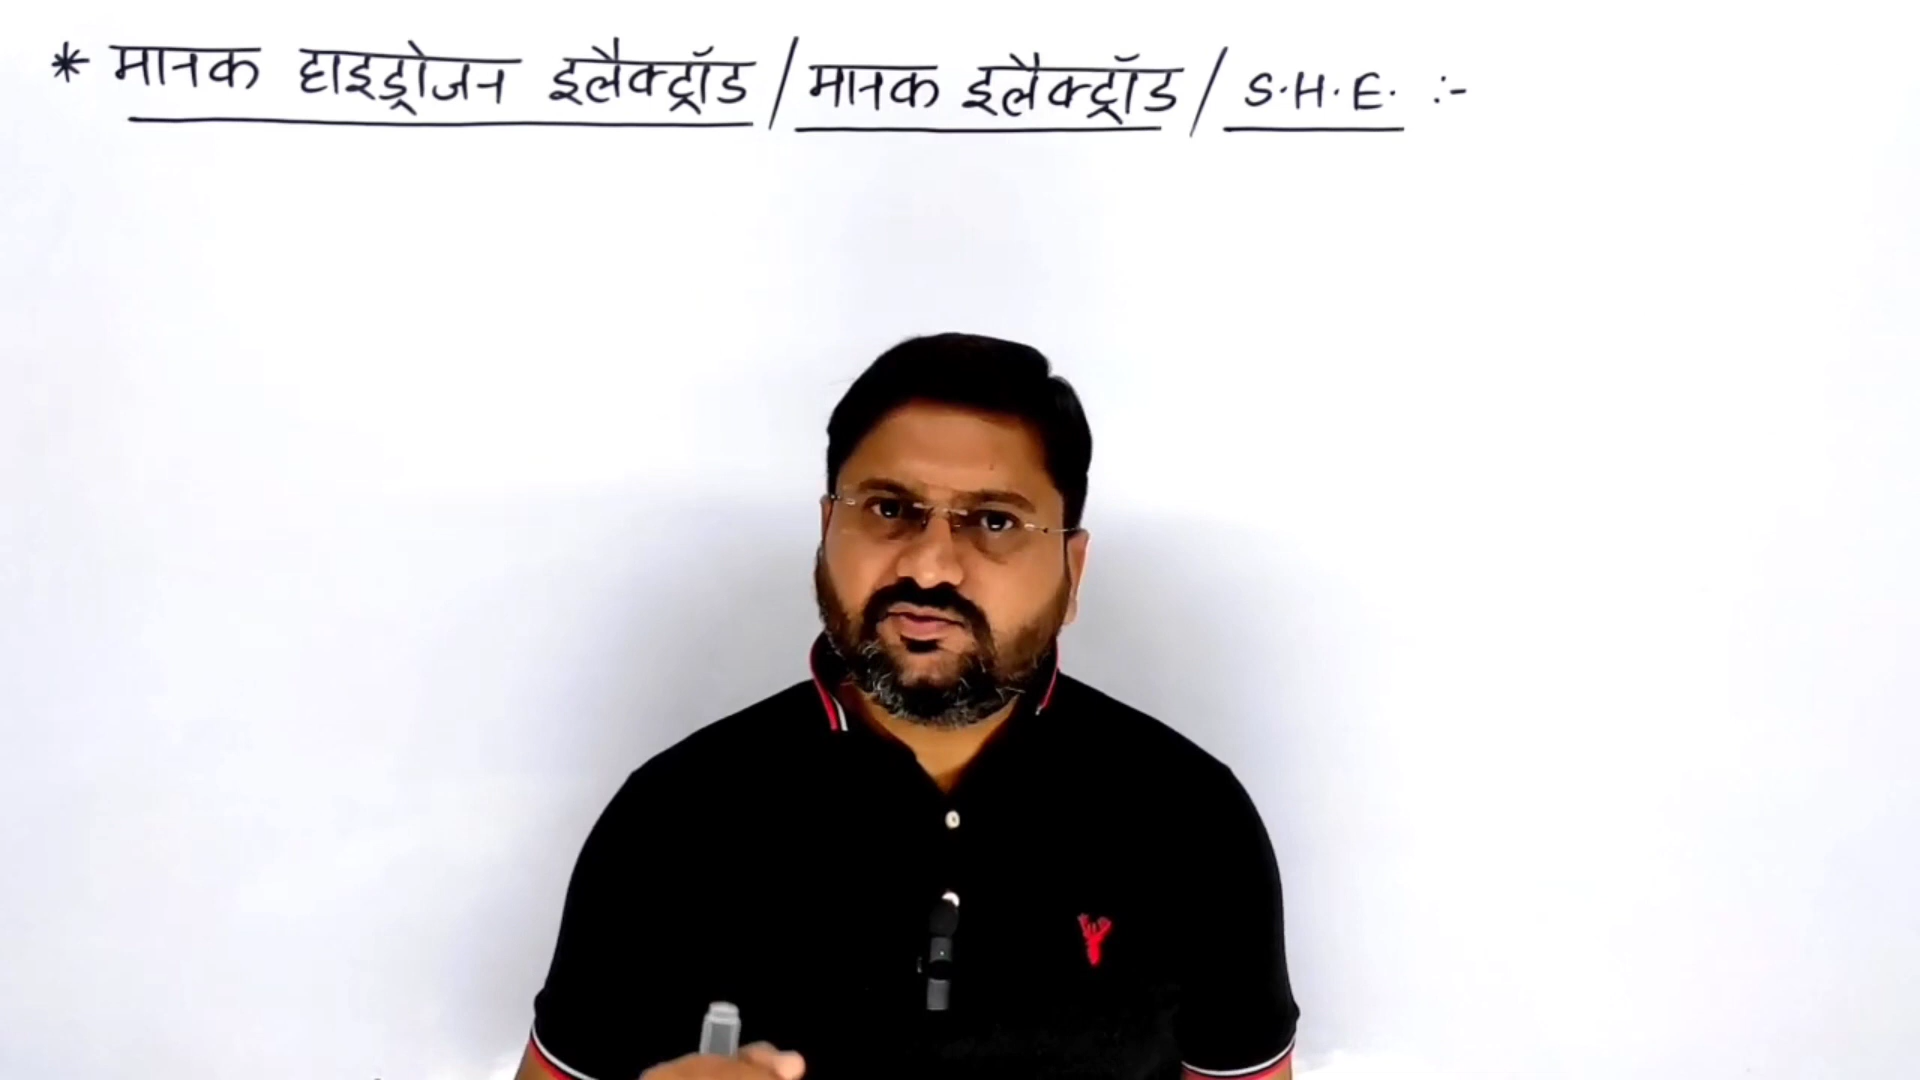 * मानक हाइड्रोजन इलैक्ट्रॉड / मानक इलैक्ट्रॉड / S.H.E. :-